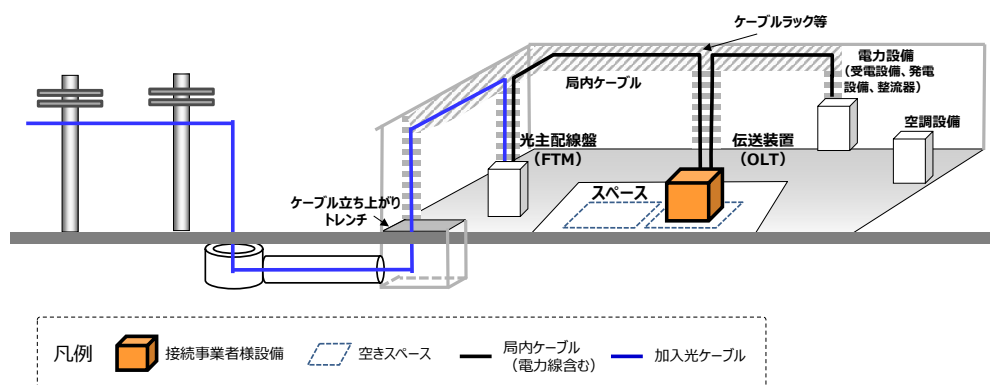 ケーブルラック等
電力設備
(受電設備、発電
設備、整流器)
局内ケーブル
空調設備
光主配線盤
(FTM)
伝送装置
(OLT)
スペース
ケーブル立ち上がり
トレンチ
凡例
接続事業者様設備
空きスペース
局内ケーブル
(電力線含む)
加入光ケーブル